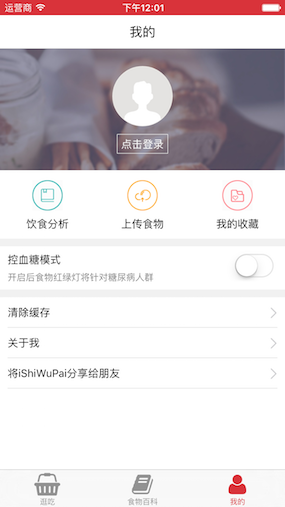 运营商 下午12:01
我的
点击登录
饮食分析 上传食物 我的收藏
控血糖模式
开启后食物红绿灯将针对糖尿病人群
清除缓存
关于我
将iShiWuPai分享给朋友
逛吃 食物百科 我的